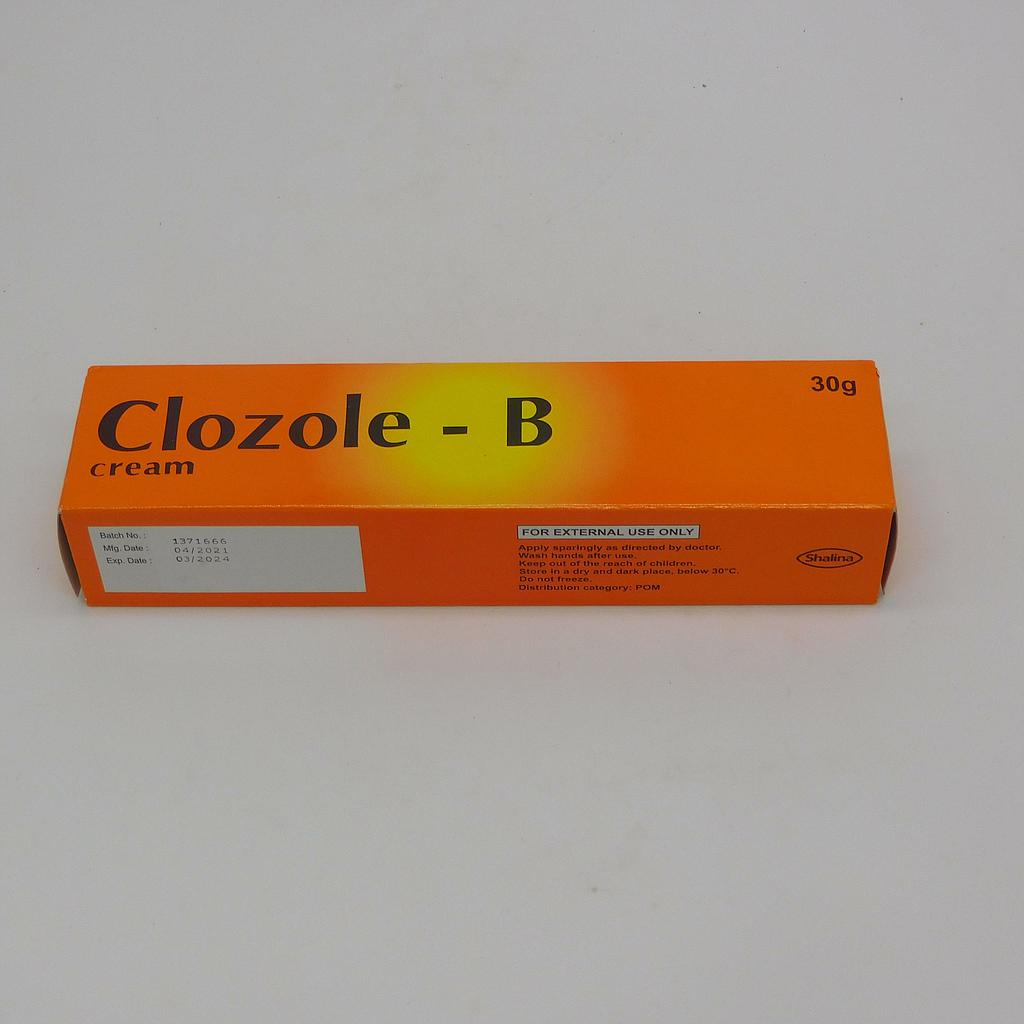 Clozole - B
cream
30g
Batch No. : 1371666
Mfg. Date : 04/2021
Exp. Date : 03/2024
FOR EXTERNAL USE ONLY
Apply sparingly as directed by doctor.
Wash hands after use.
Keep out of the reach of children.
Store in a dry and dark place, below 30°C.
Do not freeze.
Distribution category: POM
Shalina